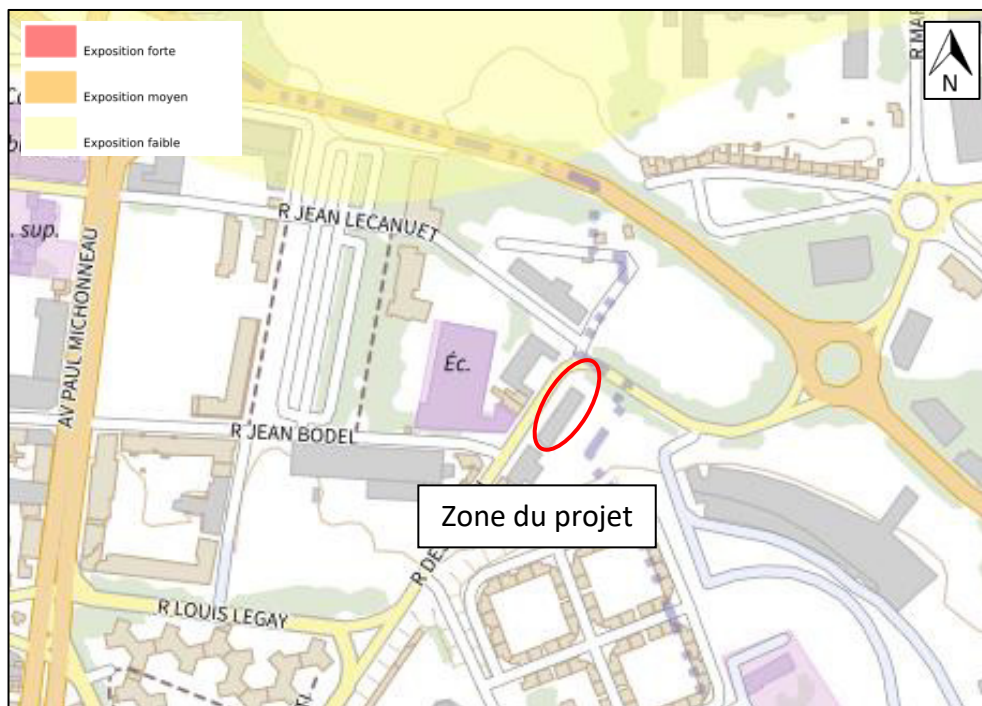 Exposition forte
Exposition moyen
Exposition faible
N
R JEAN LECANUET
. sup.
AV PAUL MICHONNEAU
Éc.
R JEAN BODEL
Zone du projet
R DE
R LOUIS LEGAY